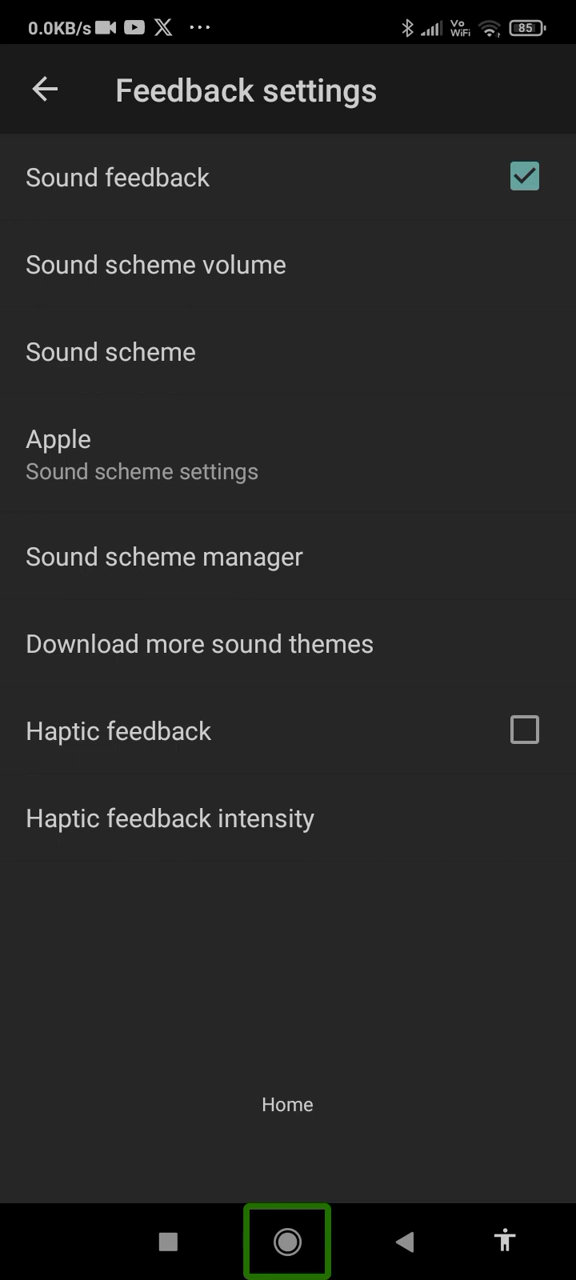 0.0KB/s
Vo
WiFi
85
Feedback settings
Sound feedback
Sound scheme volume
Sound scheme
Apple
Sound scheme settings
Sound scheme manager
Download more sound themes
Haptic feedback
Haptic feedback intensity
Home